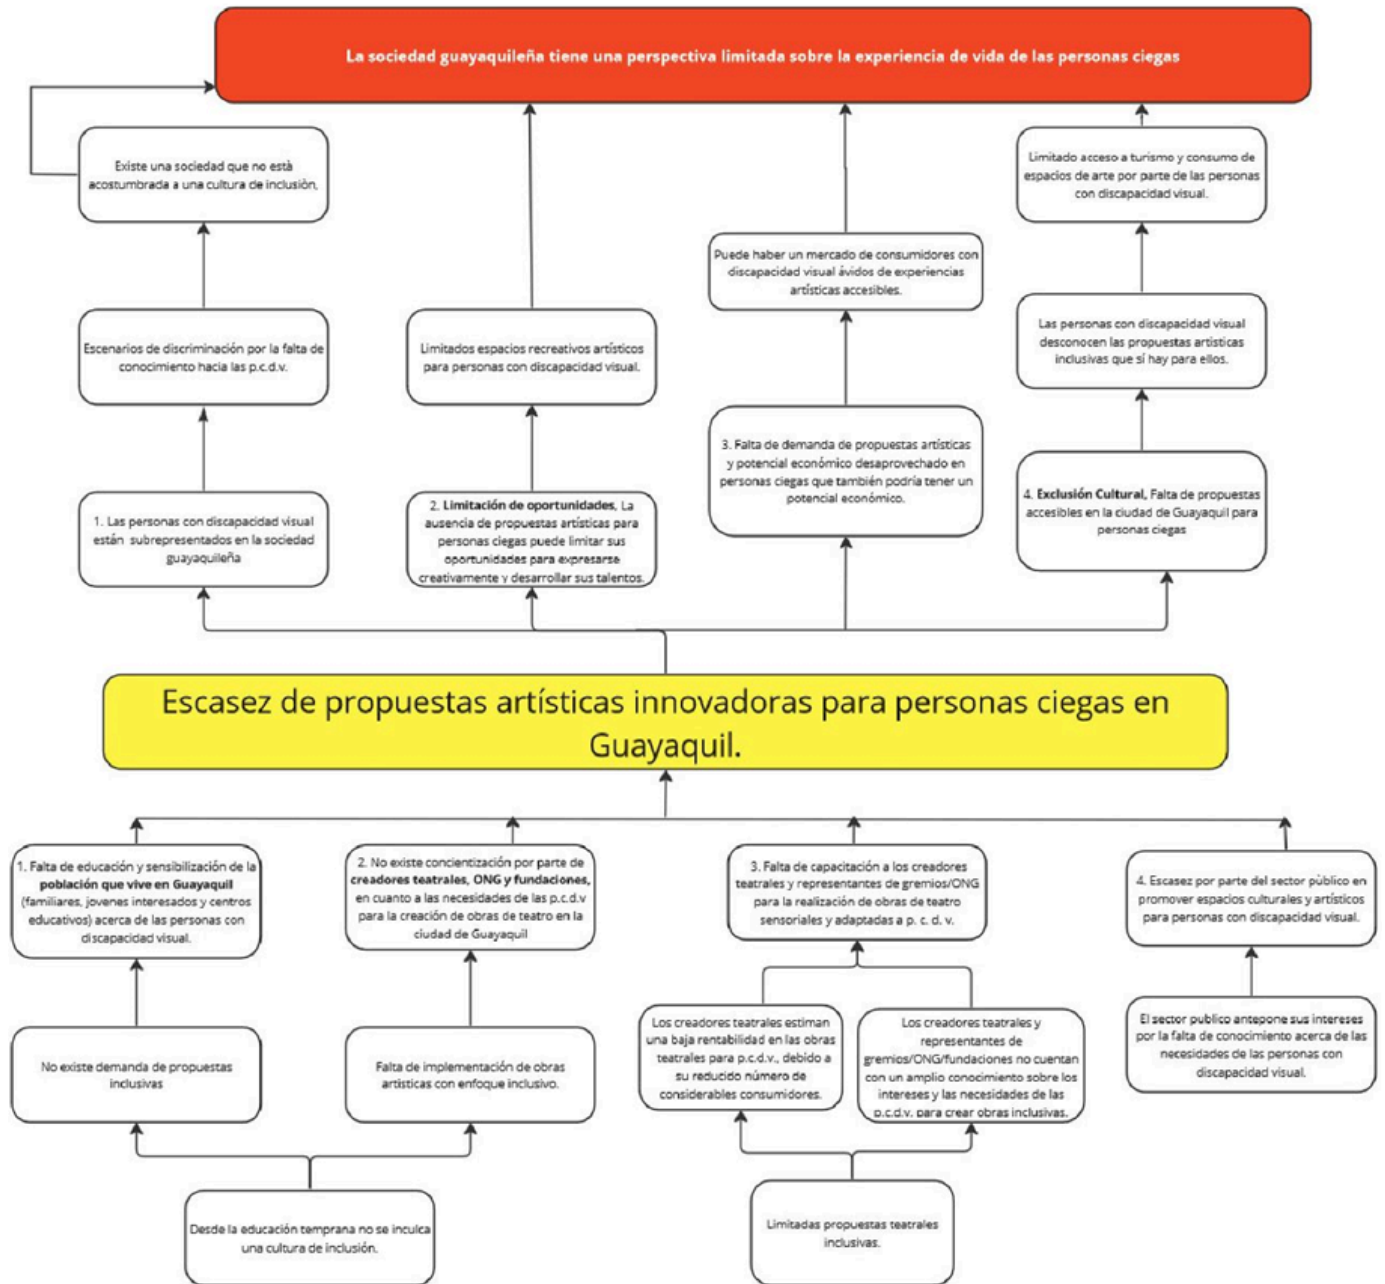 La sociedad guayaquileña tiene una perspectiva limitada sobre la experiencia de vida de las personas ciegas
Existe una sociedad que no està
acostumbrada a una cultura de inclusiòn,
Escenarios de discriminación por la falta de
conocimiento hacia las p.c.d.v.
1. Las personas con discapacidad visual
están subrepresentados en la sociedad
guayaquileña
Limitados espacios recreativos artísticos
para personas con discapacidad visual.
2. Limitación de oportunidades, La
ausencia de propuestas artísticas para
personas ciegas puede limitar sus
oportunidades para expresarse
creativamente y desarrollar sus talentos.
Puede haber un mercado de consumidores con
discapacidad visual ávidos de experiencias
artísticas accesibles.
3. Falta de demanda de propuestas artísticas
y potencial económico desaprovechado en
personas ciegas que también podría tener un
potencial económico.
Limitado acceso a turismo y consumo de
espacios de arte por parte de las personas
con discapacidad visual.
Las personas con discapacidad visual
desconocen las propuestas artisticas
inclusivas que sí hay para ellos.
4. Exclusión Cultural, Falta de propuestas
accesibles en la ciudad de Guayaquil para
personas ciegas
Escasez de propuestas artísticas innovadoras para personas ciegas en
Guayaquil.
1. Falta de educación y sensibilización de la
población que vive en Guayaquil
(familiares, jovenes interesados y centros
educativos) acerca de las personas con
discapacidad visual.
No existe demanda de propuestas
inclusivas
2. No existe concientización por parte de
creadores teatrales, ONG y fundaciones,
en cuanto a las necesidades de las p.c.d.v
para la creación de obras de teatro en la
ciudad de Guayaquil
Falta de implementación de obras
artisticas con enfoque inclusivo.
Desde la educación temprana no se inculca
una cultura de inclusión.
3. Falta de capacitación a los creadores
teatrales y representantes de gremios/ONG
para la realización de obras de teatro
sensoriales y adaptadas a p. c. d. v.
Los creadores teatrales estiman
una baja rentabilidad en las obras
teatrales para p.c.d.v., debido a
su reducido número de
considerables consumidores.
Los creadores teatrales y
representantes de
gremios/ONG/fundaciones no cuentan
con un amplio conocimiento sobre los
intereses y las necesidades de las
p.c.d.v. para crear obras inclusivas.
Limitadas propuestas teatrales
inclusivas.
4. Escasez por parte del sector pùblico en
promover espacios culturales y artísticos
para personas con discapacidad visual.
El sector publico antepone sus intereses
por la falta de conocimiento acerca de las
necesidades de las personas con
discapacidad visual.